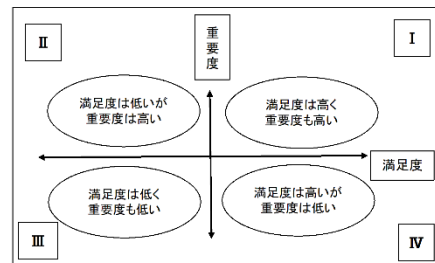 Ⅱ
重要度
Ⅰ
満足度は低いが
重要度は高い
満足度は高く
重要度も高い
満足度
満足度は低く
重要度も低い
満足度は高いが
重要度は低い
Ⅲ
Ⅳ